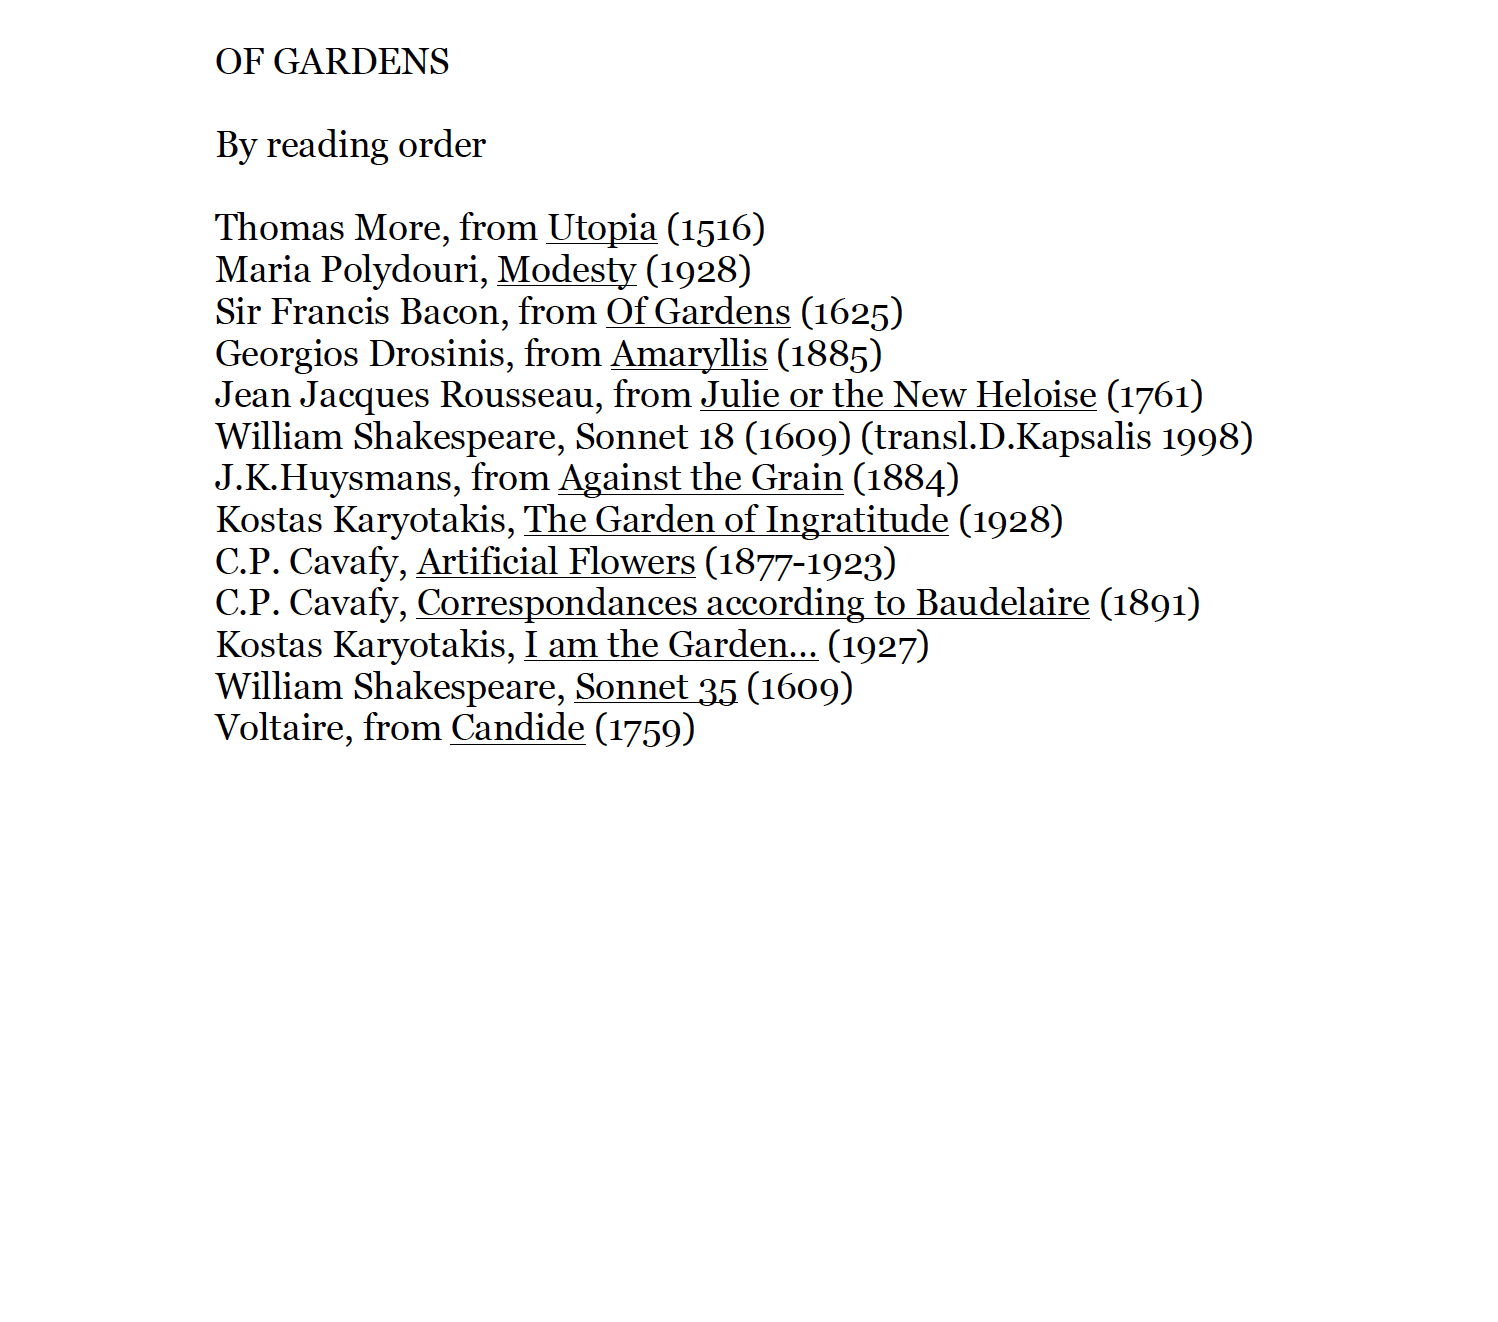 OF GARDENS
By reading order
Thomas More, from Utopia (1516)
Maria Polydouri, Modesty (1928)
Sir Francis Bacon, from Of Gardens (1625)
Georgios Drosinis, from Amaryllis (1885)
Jean Jacques Rousseau, from Julie or the New Heloise (1761)
William Shakespeare, Sonnet 18 (1609) (transl.D.Kapsalis 1998)
J.K.Huysmans, from Against the Grain (1884)
Kostas Karyotakis, The Garden of Ingratitude (1928)
C.P. Cavafy, Artificial Flowers (1877-1923)
C.P. Cavafy, Correspondances according to Baudelaire (1891)
Kostas Karyotakis, I am the Garden... (1927)
William Shakespeare, Sonnet 35 (1609)
Voltaire, from Candide (1759)